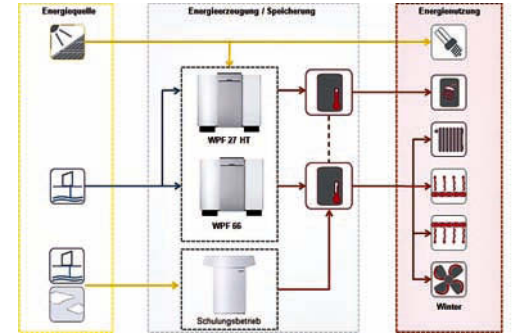 Energiequelle
Energieerzeugung / Speicherung
Energienutzung
WPF 27 HT
WPF 66
Schulungsbetrieb
Winter